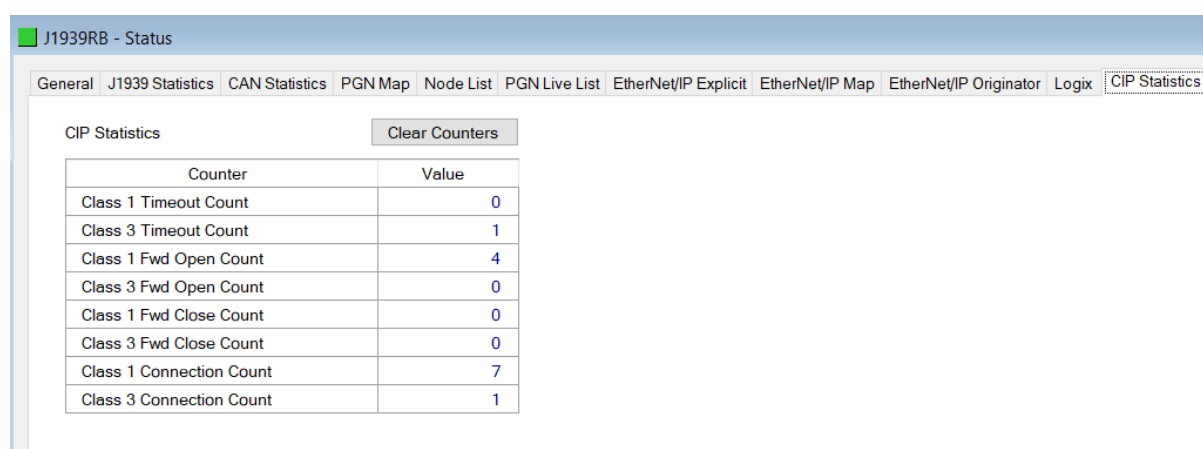 J1939RB - Status
General J1939 Statistics CAN Statistics PGN Map Node List PGN Live List EtherNet/IP Explicit EtherNet/IP Map EtherNet/IP Originator Logix CIP Statistics
CIP Statistics Clear Counters
Counter Value
Class 1 Timeout Count 0
Class 3 Timeout Count 1
Class 1 Fwd Open Count 4
Class 3 Fwd Open Count 0
Class 1 Fwd Close Count 0
Class 3 Fwd Close Count 0
Class 1 Connection Count 7
Class 3 Connection Count 1